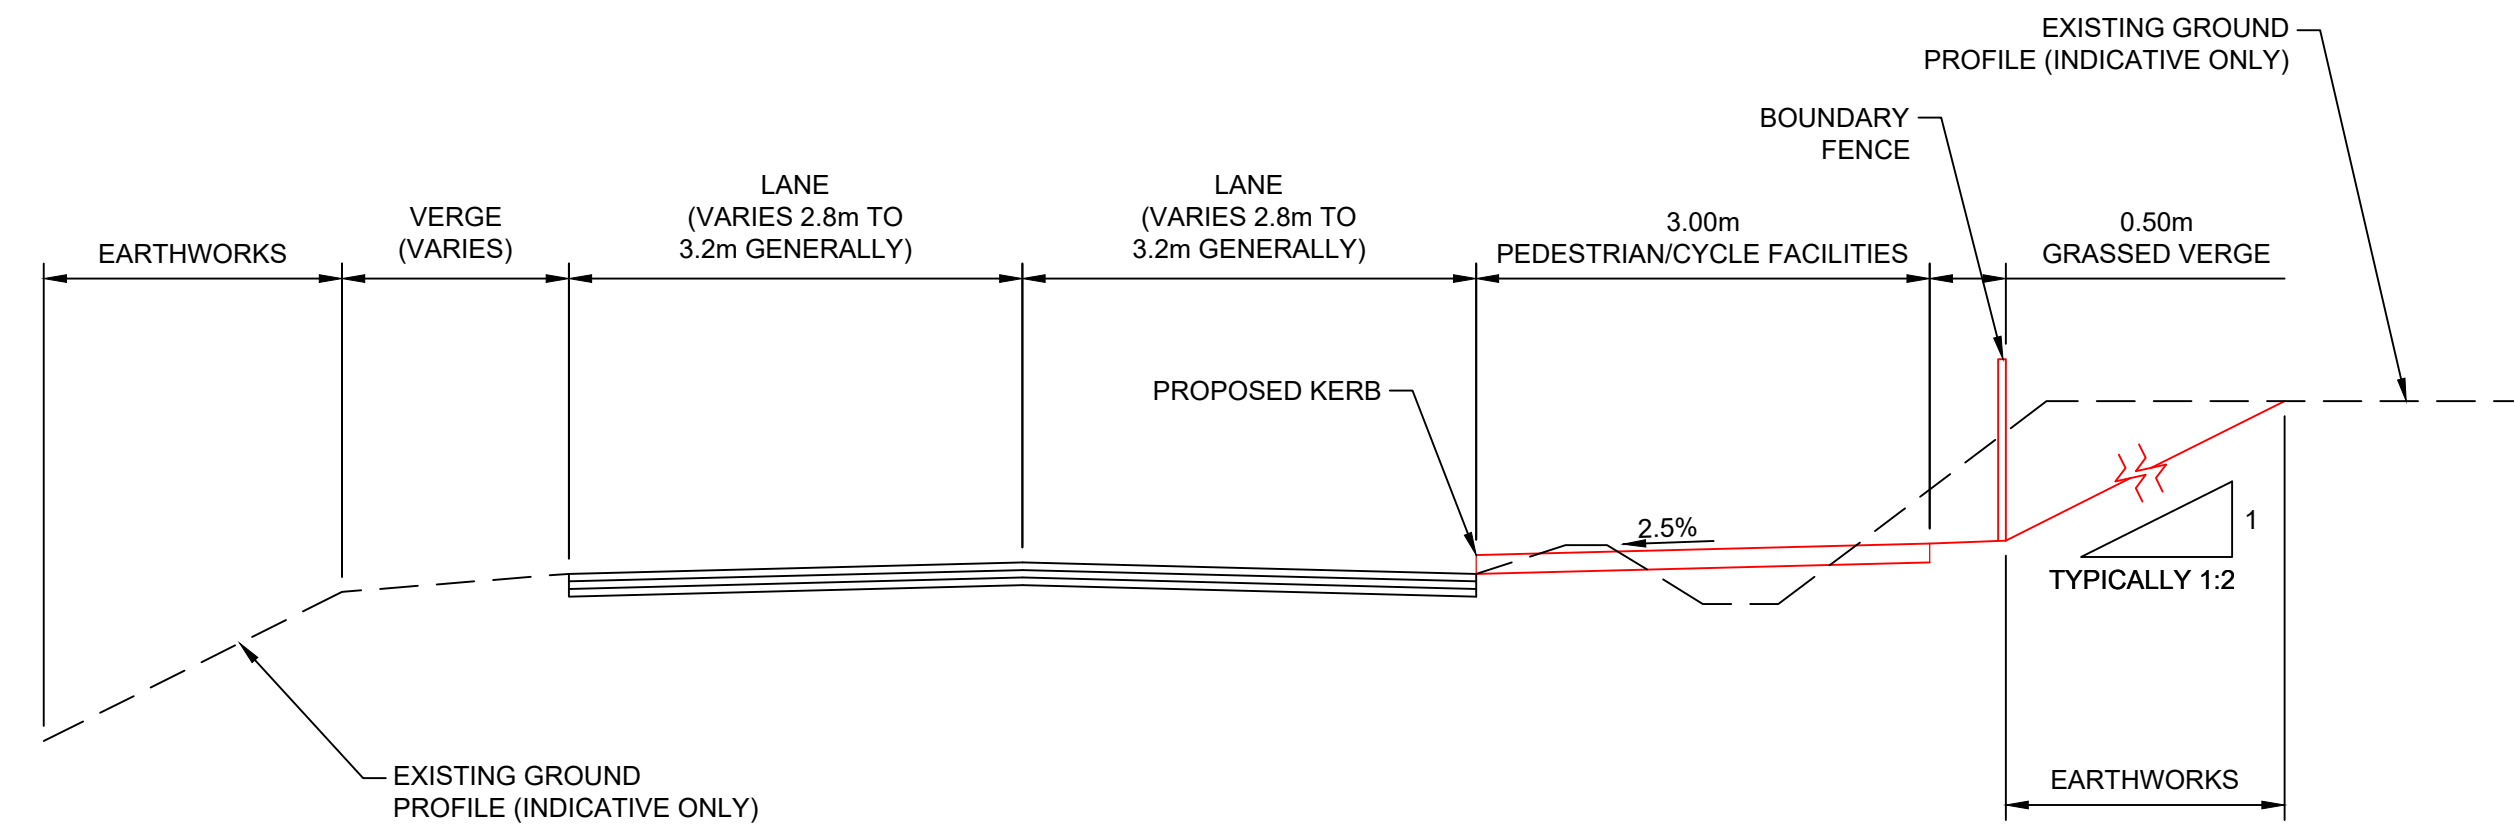 EXISTING GROUND
PROFILE (INDICATIVE ONLY)
BOUNDARY
FENCE
EARTHWORKS
VERGE
(VARIES)
LANE
(VARIES 2.8m TO
3.2m GENERALLY)
LANE
(VARIES 2.8m TO
3.2m GENERALLY)
3.00m
PEDESTRIAN/CYCLE FACILITIES
0.50m
GRASSED VERGE
PROPOSED KERB
2.5%
1
TYPICALLY 1:2
EXISTING GROUND
PROFILE (INDICATIVE ONLY)
EARTHWORKS